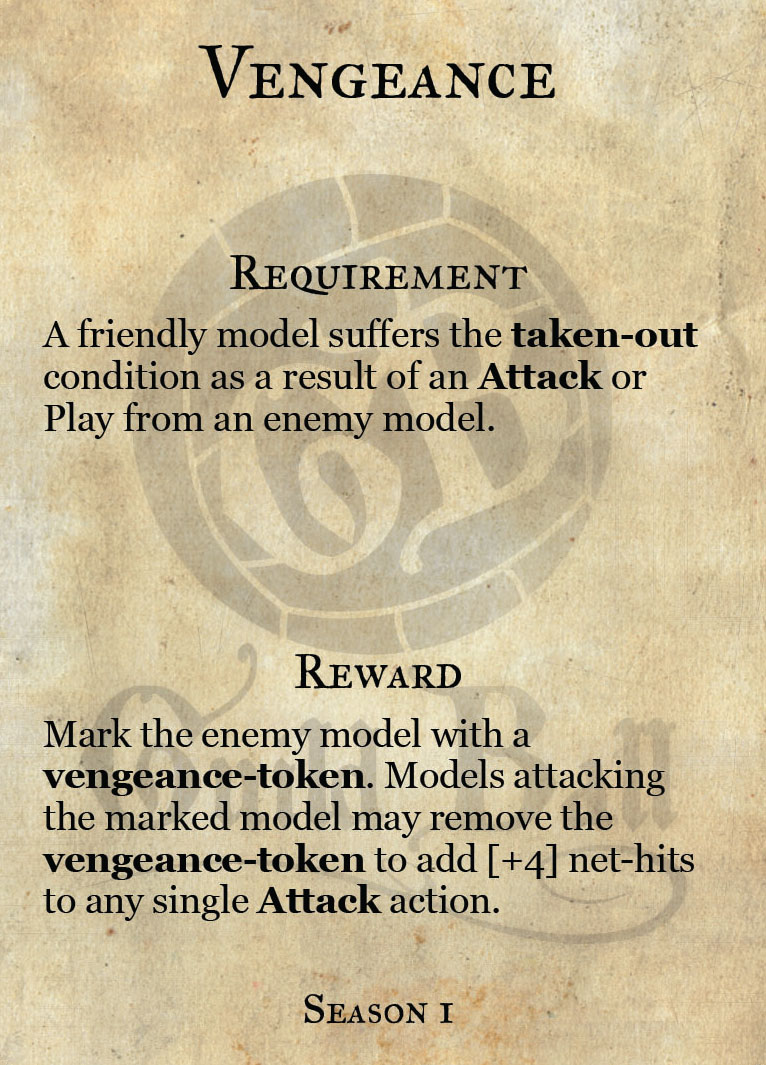 Vengeance
Requirement
A friendly model suffers the taken-out
condition as a result of an Attack or
Play from an enemy model.
Reward
Mark the enemy model with a
vengeance-token. Models attacking
the marked model may remove the
vengeance-token to add [+4] net-hits
to any single Attack action.
Season 1